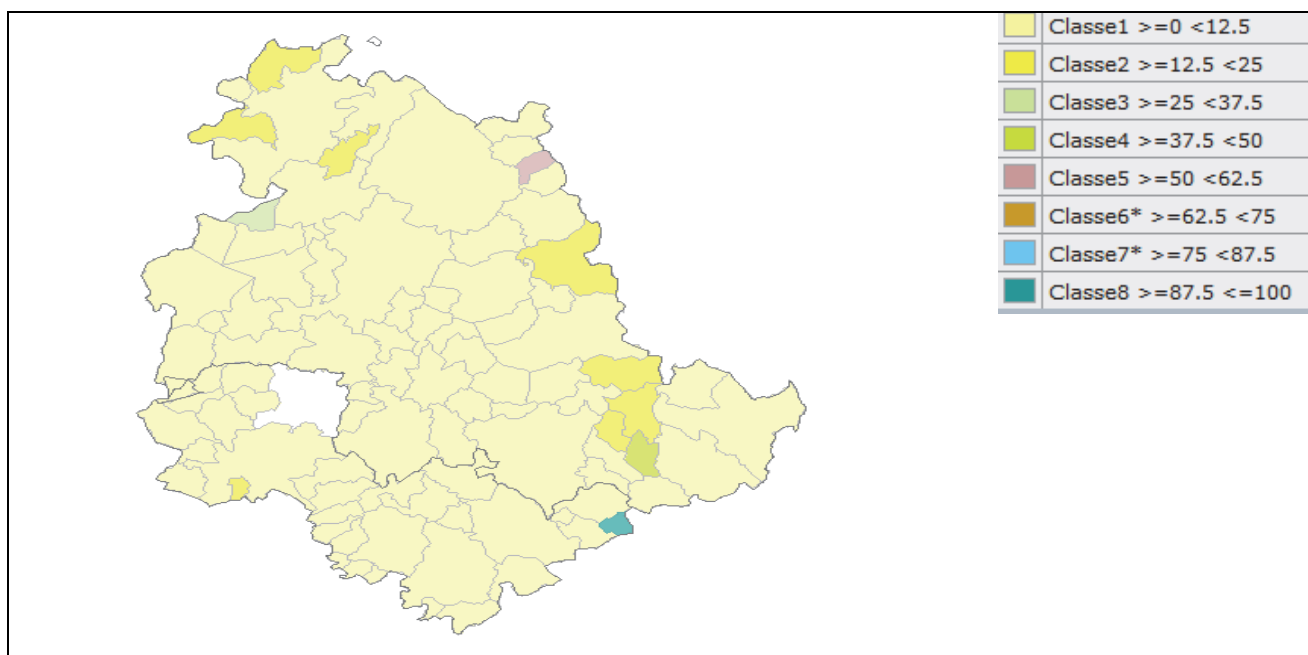 Classe1 >=0 <12.5
Classe2 >=12.5 <25
Classe3 >=25 <37.5
Classe4 >=37.5 <50
Classe5 >=50 <62.5
Classe6* >=62.5 <75
Classe7* >=75 <87.5
Classe8 >=87.5 <=100